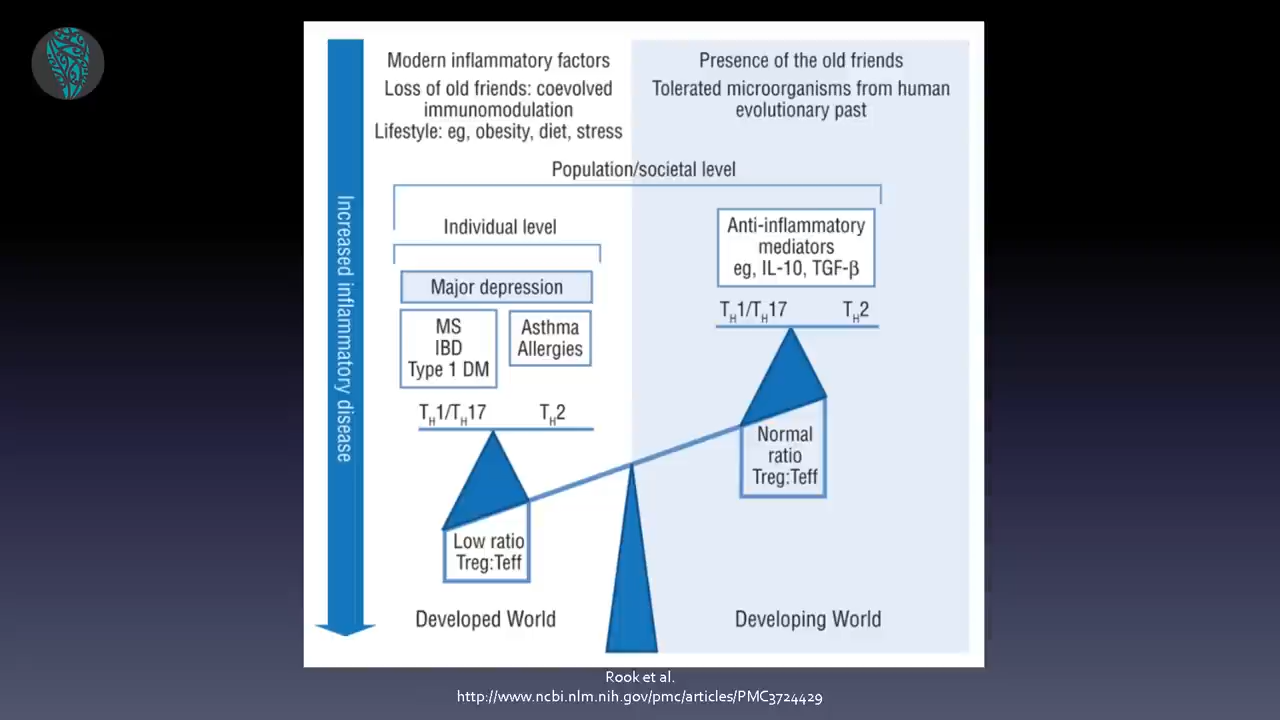 Modern inflammatory factors
Loss of old friends: coevolved
immunomodulation
Lifestyle: eg, obesity, diet, stress
Presence of the old friends
Tolerated microorganisms from human
evolutionary past
Population/societal level
Individual level
Major depression
MS
IBD
Type 1 DM
Asthma
Allergies
TH1/TH17 TH2
Low ratio
Treg:Teff
Developed World
Anti-inflammatory
mediators
eg, IL-10, TGF-β
TH1/TH17 TH2
Normal
ratio
Treg:Teff
Developing World
Increased inflammatory disease
Rook et al.
http://www.ncbi.nlm.nih.gov/pmc/articles/PMC3724429